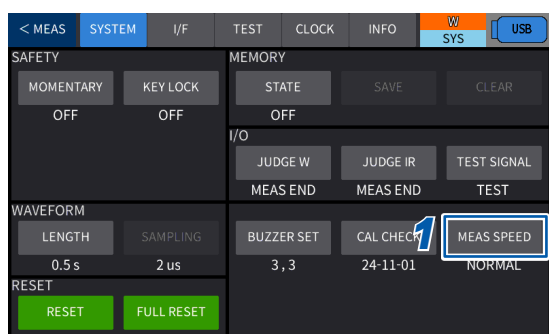 < MEAS SYSTEM I/F TEST CLOCK INFO W SYS USB
SAFETY
MOMENTARY KEY LOCK
OFF OFF
MEMORY
STATE SAVE CLEAR
OFF
I/O
JUDGE W JUDGE IR TEST SIGNAL
MEAS END MEAS END TEST
WAVEFORM
LENGTH SAMPLING
0.5 s 2 us
BUZZER SET CAL CHECK 1 MEAS SPEED
3 , 3 24-11-01 NORMAL
RESET
RESET FULL RESET